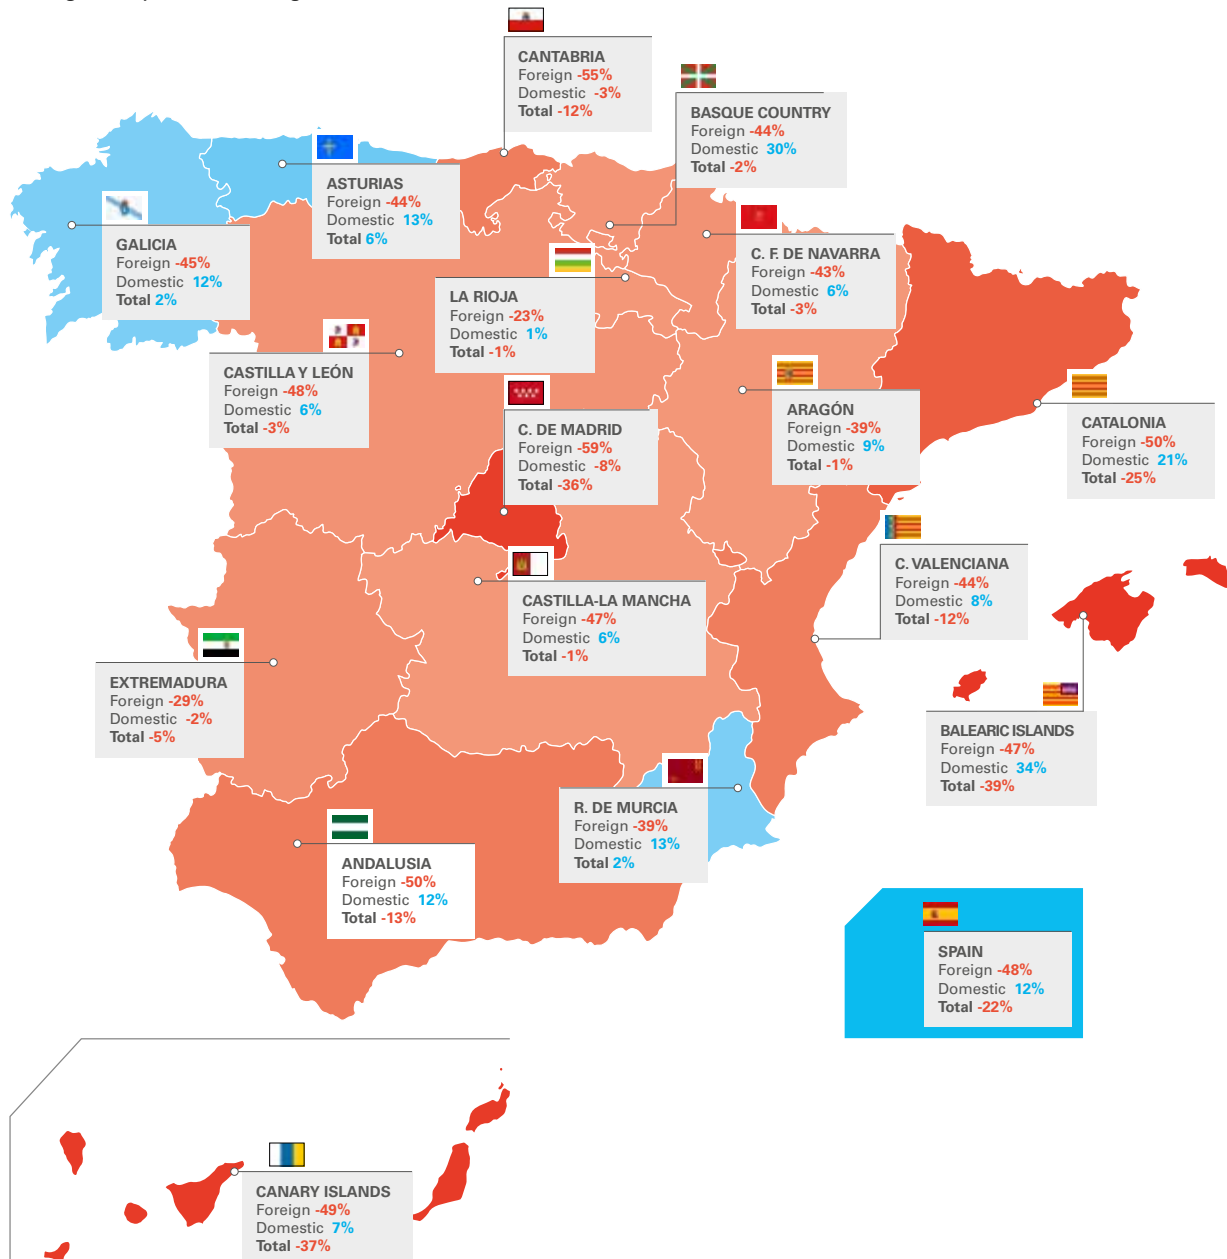 CANTABRIA
Foreign -55%
Domestic -3%
Total -12%
BASQUE COUNTRY
Foreign -44%
Domestic 30%
Total -2%
ASTURIAS
Foreign -44%
Domestic 13%
Total 6%
GALICIA
Foreign -45%
Domestic 12%
Total 2%
C. F. DE NAVARRA
Foreign -43%
Domestic 6%
Total -3%
LA RIOJA
Foreign -23%
Domestic 1%
Total -1%
CASTILLA Y LEÓN
Foreign -48%
Domestic 6%
Total -3%
C. DE MADRID
Foreign -59%
Domestic -8%
Total -36%
ARAGÓN
Foreign -39%
Domestic 9%
Total -1%
CATALONIA
Foreign -50%
Domestic 21%
Total -25%
C. VALENCIANA
Foreign -44%
Domestic 8%
Total -12%
CASTILLA-LA MANCHA
Foreign -47%
Domestic 6%
Total -1%
EXTREMADURA
Foreign -29%
Domestic -2%
Total -5%
BALEARIC ISLANDS
Foreign -47%
Domestic 34%
Total -39%
R. DE MURCIA
Foreign -39%
Domestic 13%
Total 2%
ANDALUSIA
Foreign -50%
Domestic 12%
Total -13%
SPAIN
Foreign -48%
Domestic 12%
Total -22%
CANARY ISLANDS
Foreign -49%
Domestic 7%
Total -37%